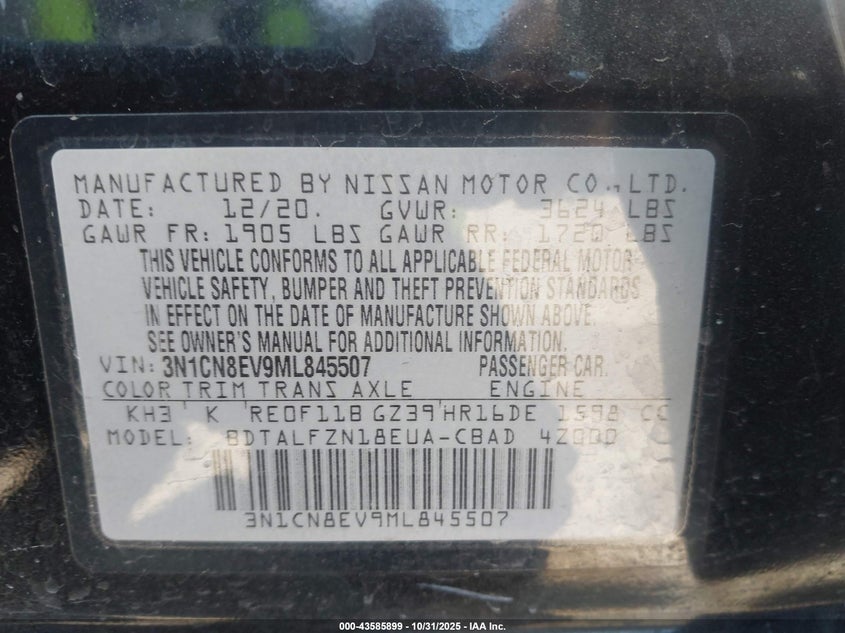 MANUFACTURED BY NISSAN MOTOR CO., LTD.
DATE: 12/20. GVWR: 3624 LBS
GAWR FR: 1905 LBS GAWR RR: 1720 LBS
THIS VEHICLE CONFORMS TO ALL APPLICABLE FEDERAL MOTOR
VEHICLE SAFETY, BUMPER AND THEFT PREVENTION STANDARDS
IN EFFECT ON THE DATE OF MANUFACTURE SHOWN ABOVE.
SEE OWNER'S MANUAL FOR ADDITIONAL INFORMATION.
VIN: 3N1CN8EV9ML845507 PASSENGER CAR.
COLOR TRIM TRANS AXLE ENGINE
KH3 K RE0F11B GZ39 HR16DE 1598 CC
MODEL: BDTALFZN18EUA-CBAD 4Z000
3N1CN8EV9ML845507
000-43585899 - 10/31/2025 - IAA Inc.